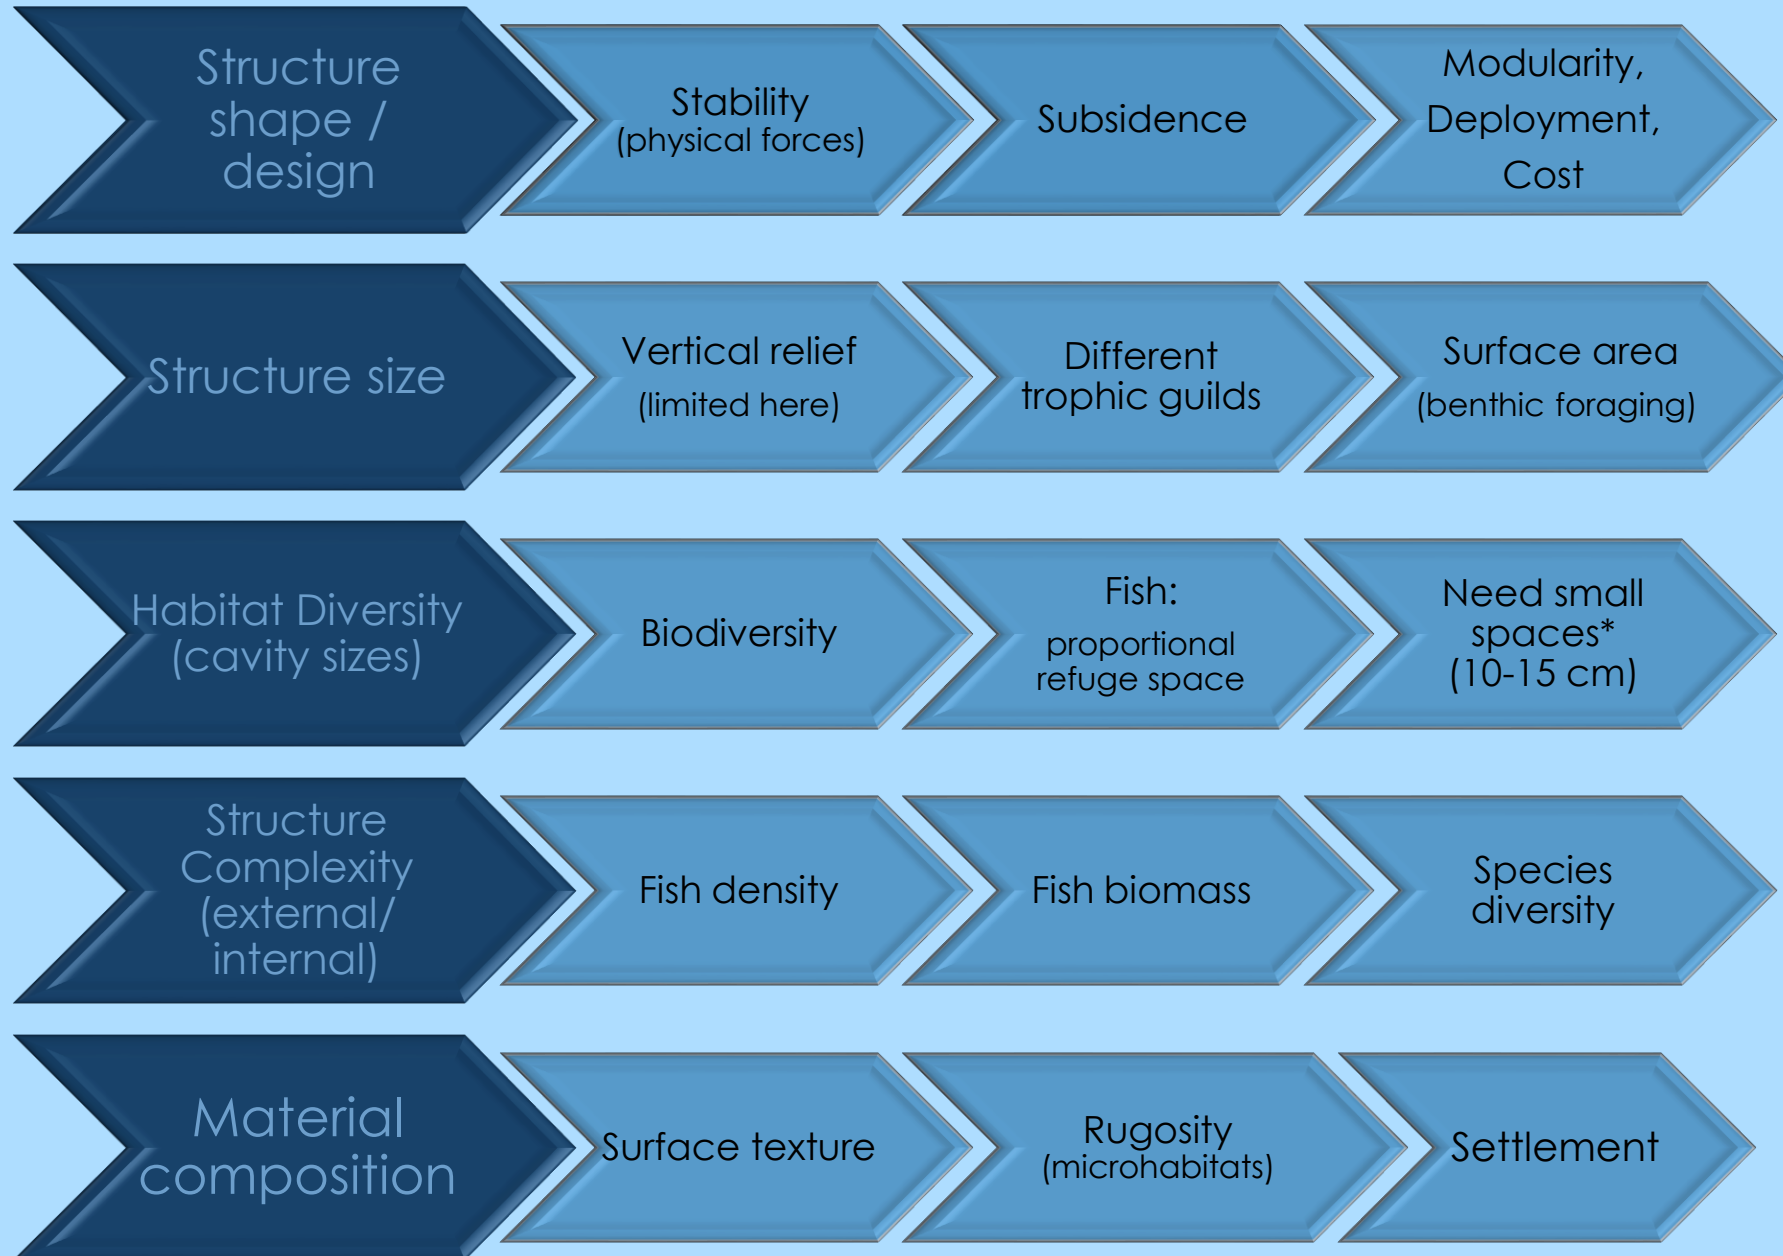 Structure
shape /
design
Stability
(physical forces)
Subsidence
Modularity,
Deployment,
Cost
Structure size
Vertical relief
(limited here)
Different
trophic guilds
Surface area
(benthic foraging)
Habitat Diversity
(cavity sizes)
Biodiversity
Fish:
proportional
refuge space
Need small
spaces*
(10-15 cm)
Structure
Complexity
(external/
internal)
Fish density
Fish biomass
Species
diversity
Material
composition
Surface texture
Rugosity
(microhabitats)
Settlement